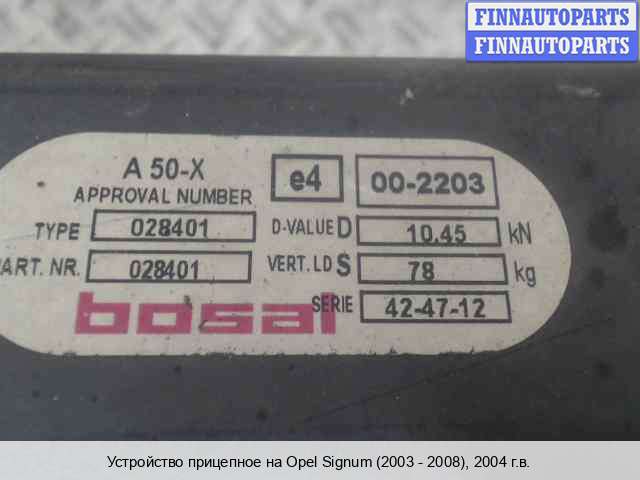 FINNAUTOPARTS
FINNAUTOPARTS
A 50-X e4 00-2203
APPROVAL NUMBER
TYPE 028401 D-VALUE D 10.45 kN
ART. NR. 028401 VERT. LD S 78 kg
bosal SERIE 42-47-12
Устройство прицепное на Opel Signum (2003 - 2008), 2004 г.в.